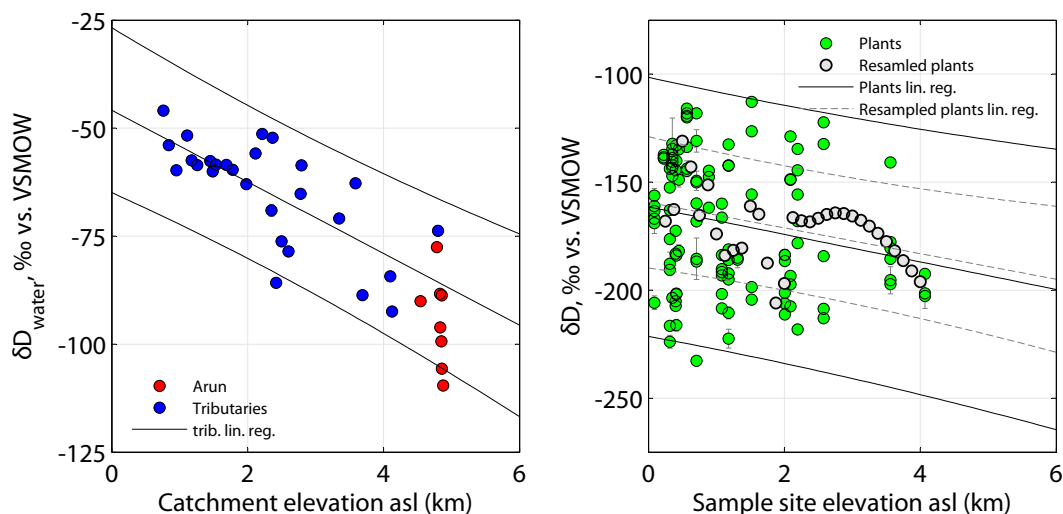 -25
-50
-75
-100
-125
δD_water, ‰ vs. VSMOW
Arun
Tributaries
trib. lin. reg.
0 2 4 6
Catchment elevation asl (km)
-100
-150
-200
-250
δD, ‰ vs. VSMOW
Plants
Resamled plants
Plants lin. reg.
Resampled plants lin. reg.
0 2 4 6
Sample site elevation asl (km)